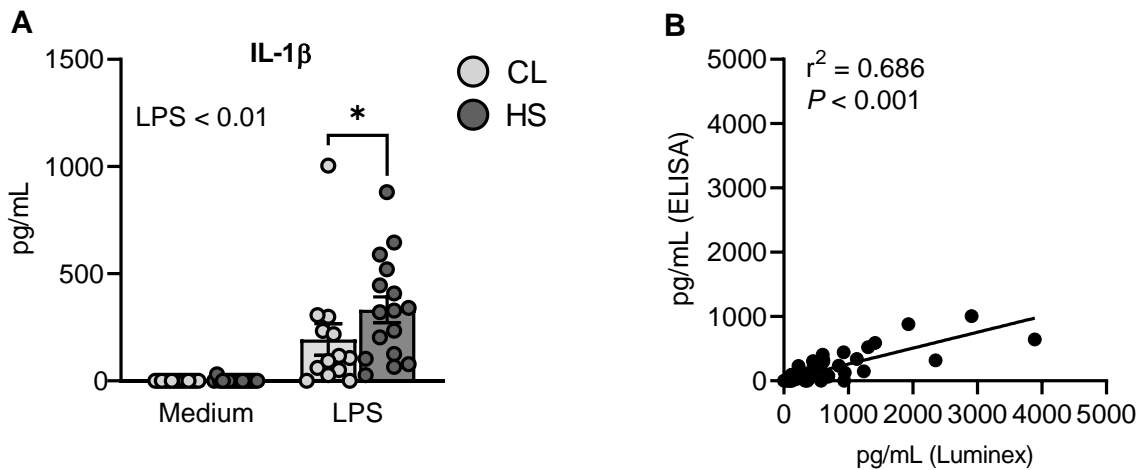 A
IL-1β
1500
1000
500
0
pg/mL
LPS < 0.01
*
CL
HS
Medium
LPS
B
r² = 0.686
P < 0.001
5000
4000
3000
2000
1000
0
pg/mL (ELISA)
0 1000 2000 3000 4000 5000
pg/mL (Luminex)